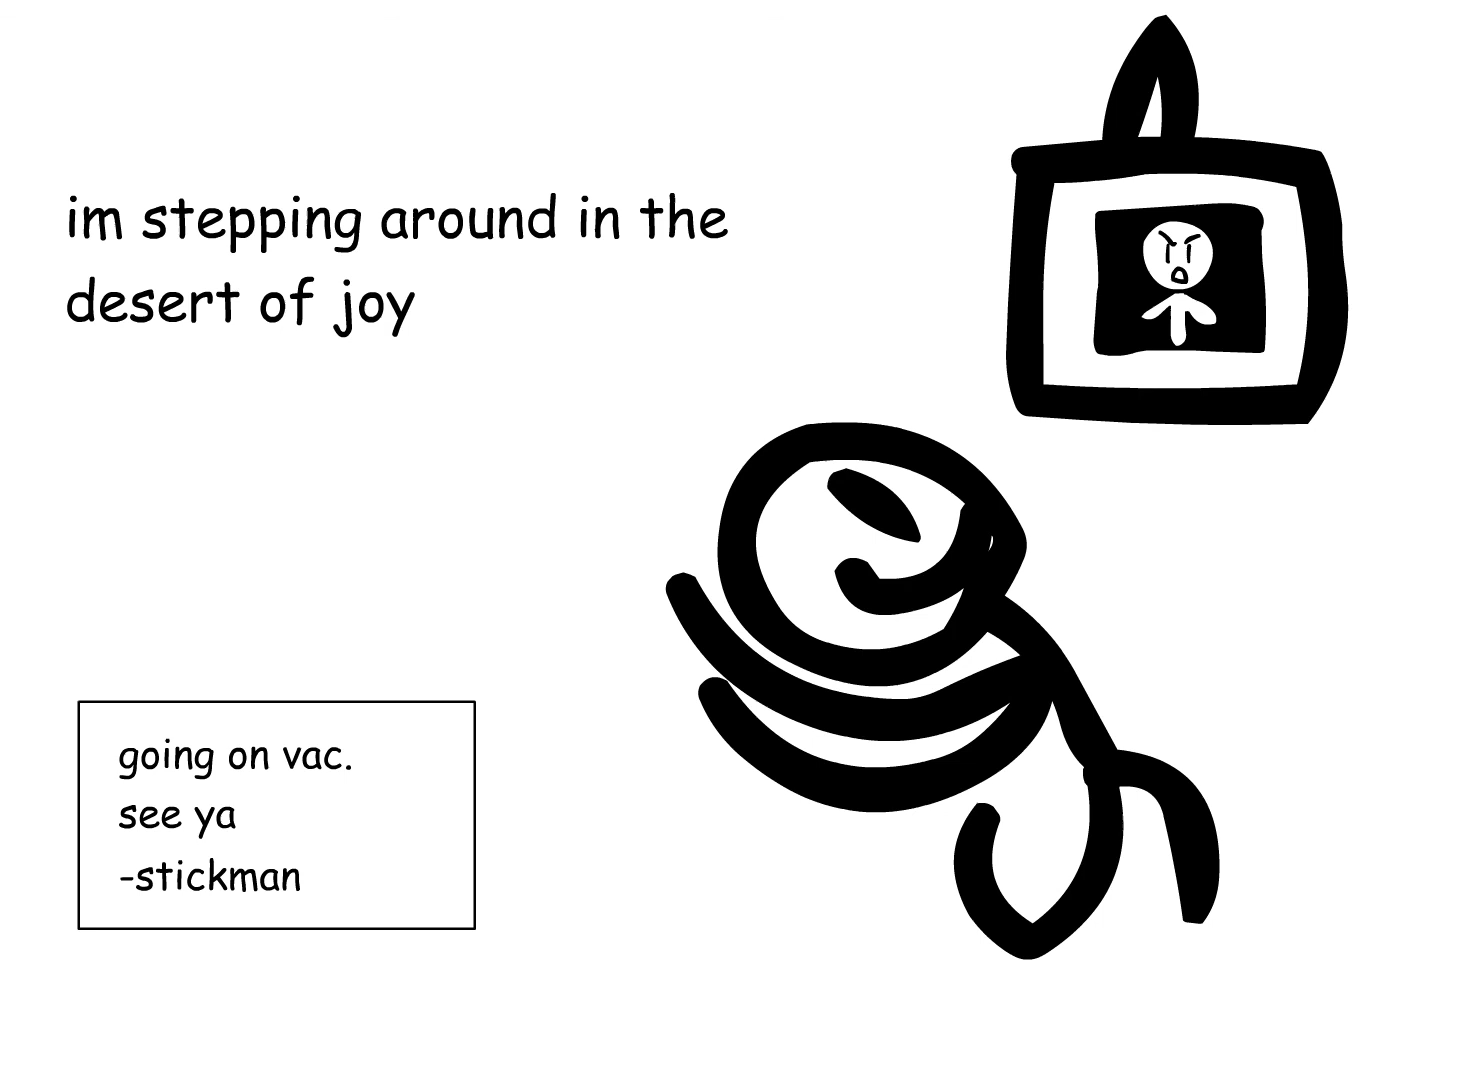 im stepping around in the
desert of joy
going on vac.
see ya
-stickman